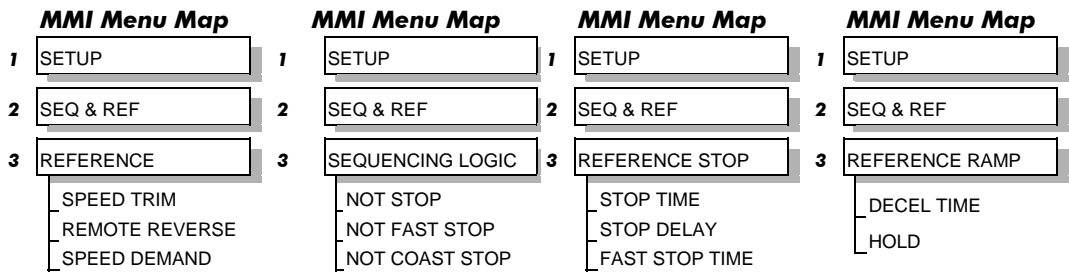 MMI Menu Map
1 SETUP
2 SEQ & REF
3 REFERENCE
SPEED TRIM
REMOTE REVERSE
SPEED DEMAND
MMI Menu Map
1 SETUP
2 SEQ & REF
3 SEQUENCING LOGIC
NOT STOP
NOT FAST STOP
NOT COAST STOP
MMI Menu Map
1 SETUP
2 SEQ & REF
3 REFERENCE STOP
STOP TIME
STOP DELAY
FAST STOP TIME
MMI Menu Map
1 SETUP
2 SEQ & REF
3 REFERENCE RAMP
DECEL TIME
HOLD